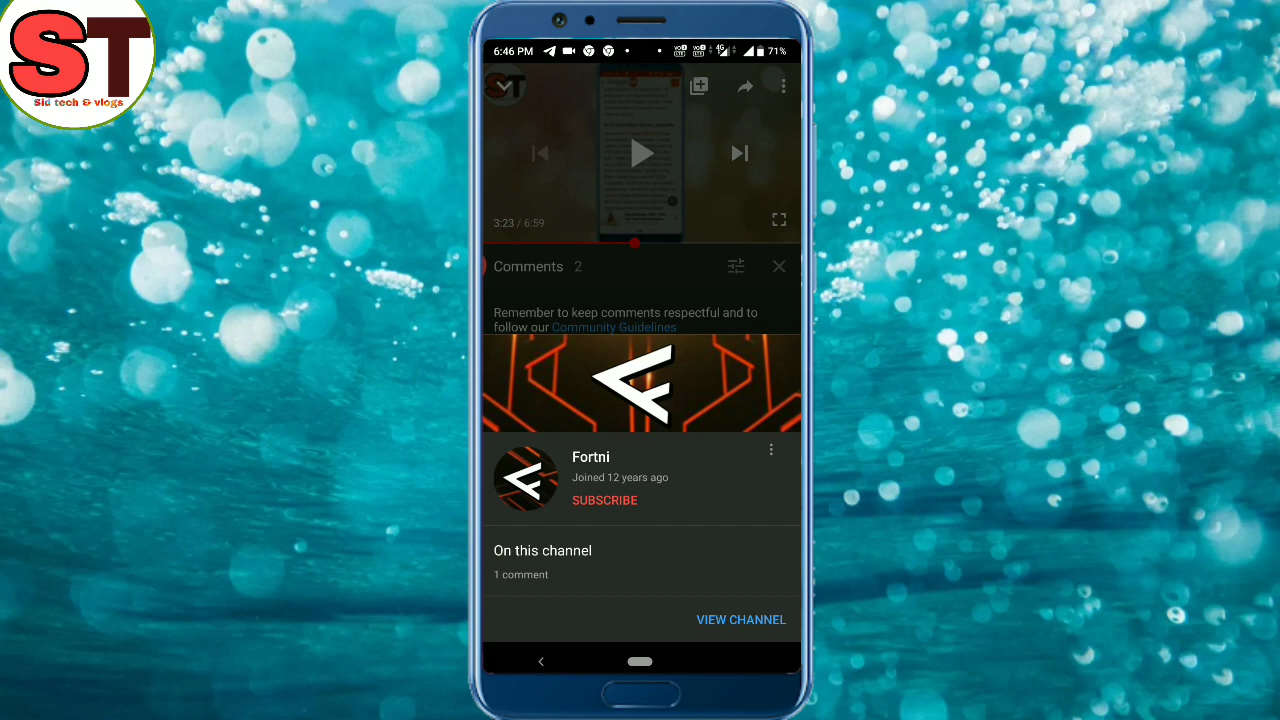 ST
Sid tech & vlogs
6:46 PM
4G
71%
3:23 / 6:59
Comments 2
Remember to keep comments respectful and to
follow our Community Guidelines
Fortni
Joined 12 years ago
SUBSCRIBE
On this channel
1 comment
VIEW CHANNEL